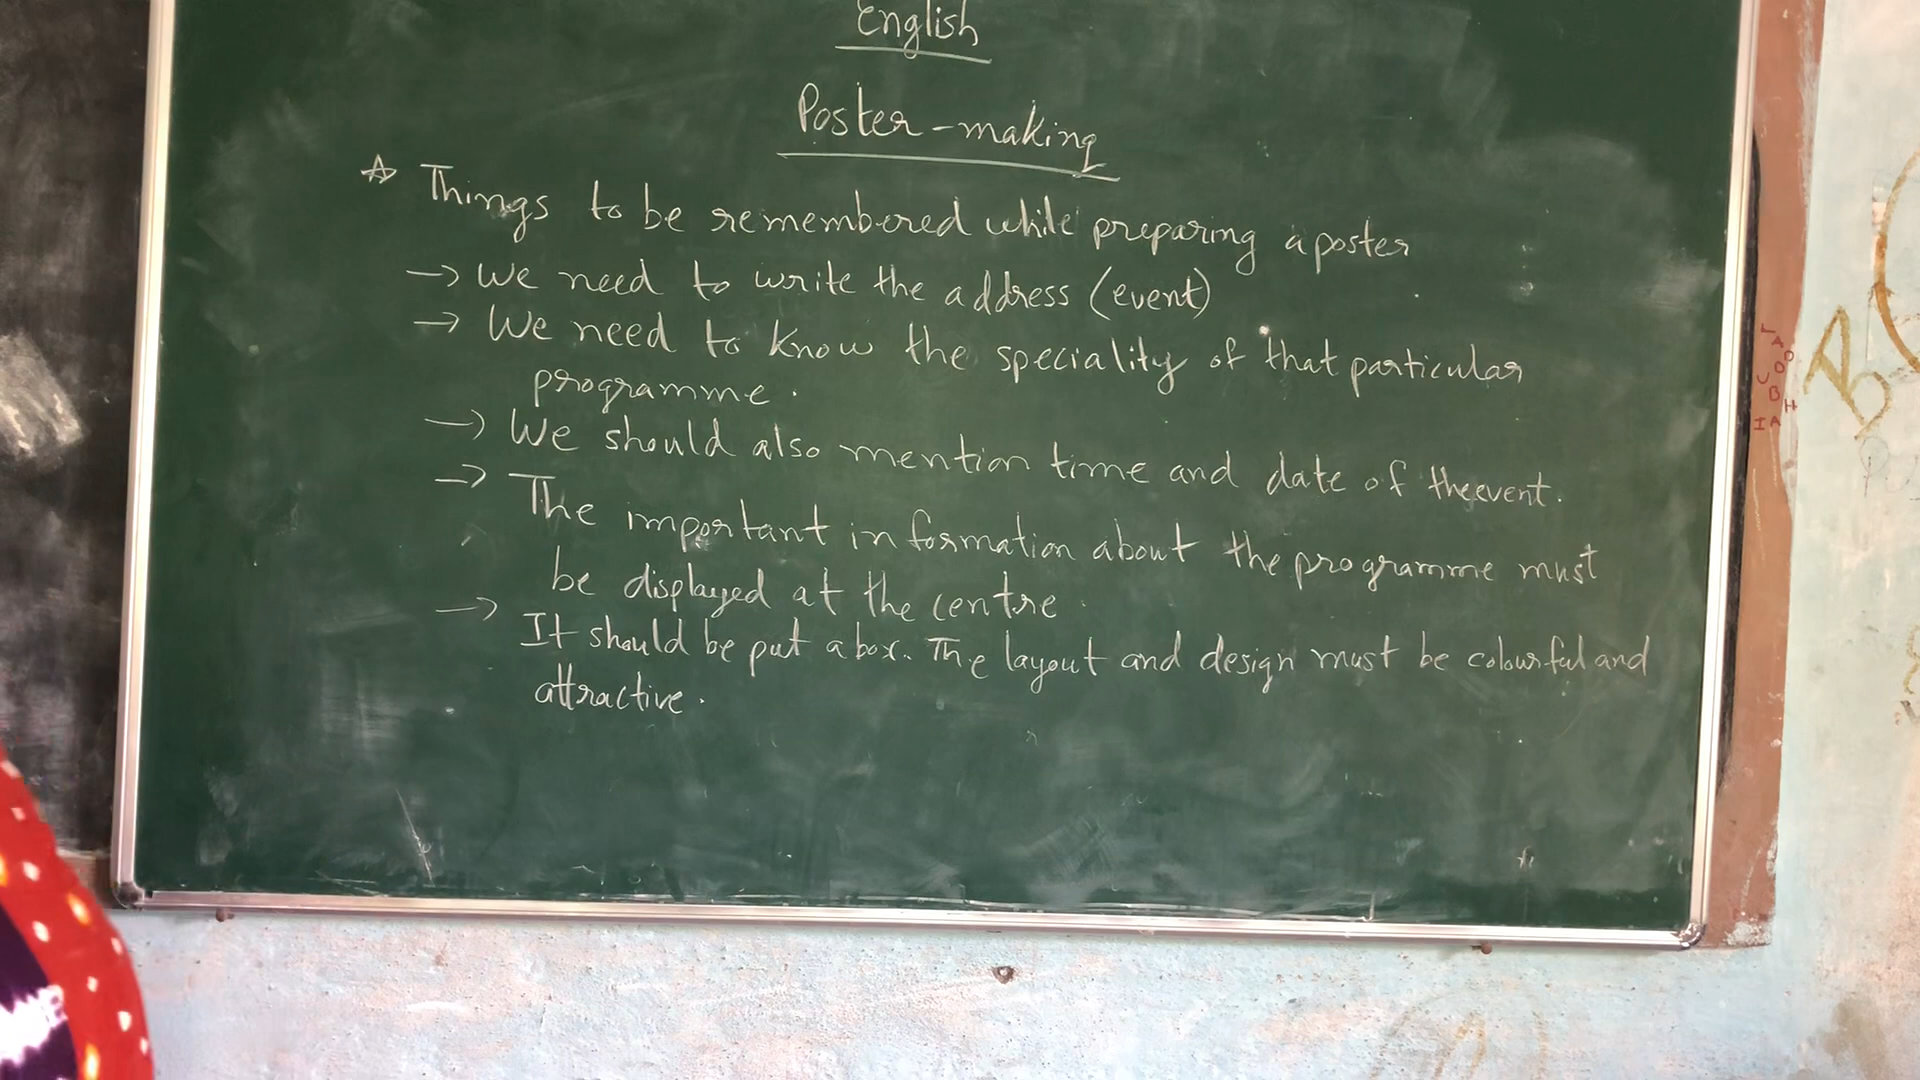 English
Poster-making
☆ Things to be remembered while preparing a poster
→ We need to write the address (event)
→ We need to know the speciality of that particular
programme.
→ We should also mention time and date of the event.
→ The important information about the programme must
be displayed at the centre.
→ It should be put a box. The layout and design must be colourful and
attractive.